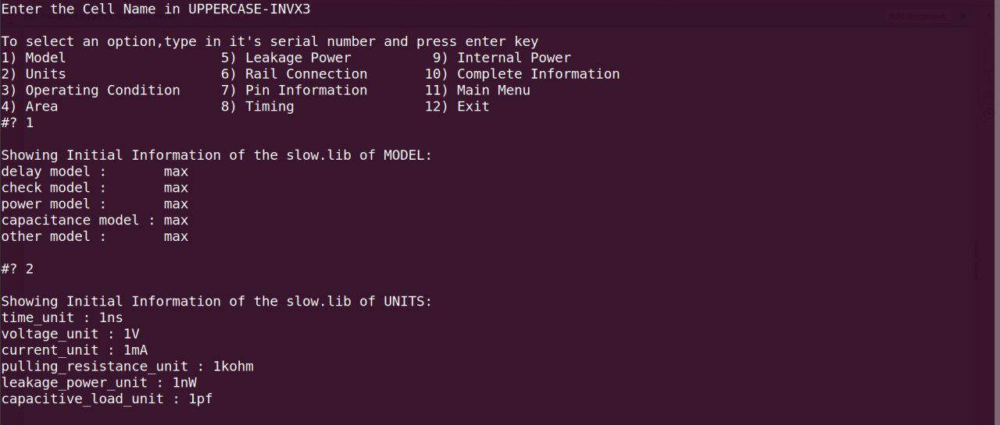 Enter the Cell Name in UPPERCASE-INVX3
To select an option,type in it's serial number and press enter key
1) Model 5) Leakage Power 9) Internal Power
2) Units 6) Rail Connection 10) Complete Information
3) Operating Condition 7) Pin Information 11) Main Menu
4) Area 8) Timing 12) Exit
#? 1
Showing Initial Information of the slow.lib of MODEL:
delay model : max
check model : max
power model : max
capacitance model : max
other model : max
#? 2
Showing Initial Information of the slow.lib of UNITS:
time_unit : 1ns
voltage_unit : 1V
current_unit : 1mA
pulling_resistance_unit : 1kohm
leakage_power_unit : 1nW
capacitive_load_unit : 1pf